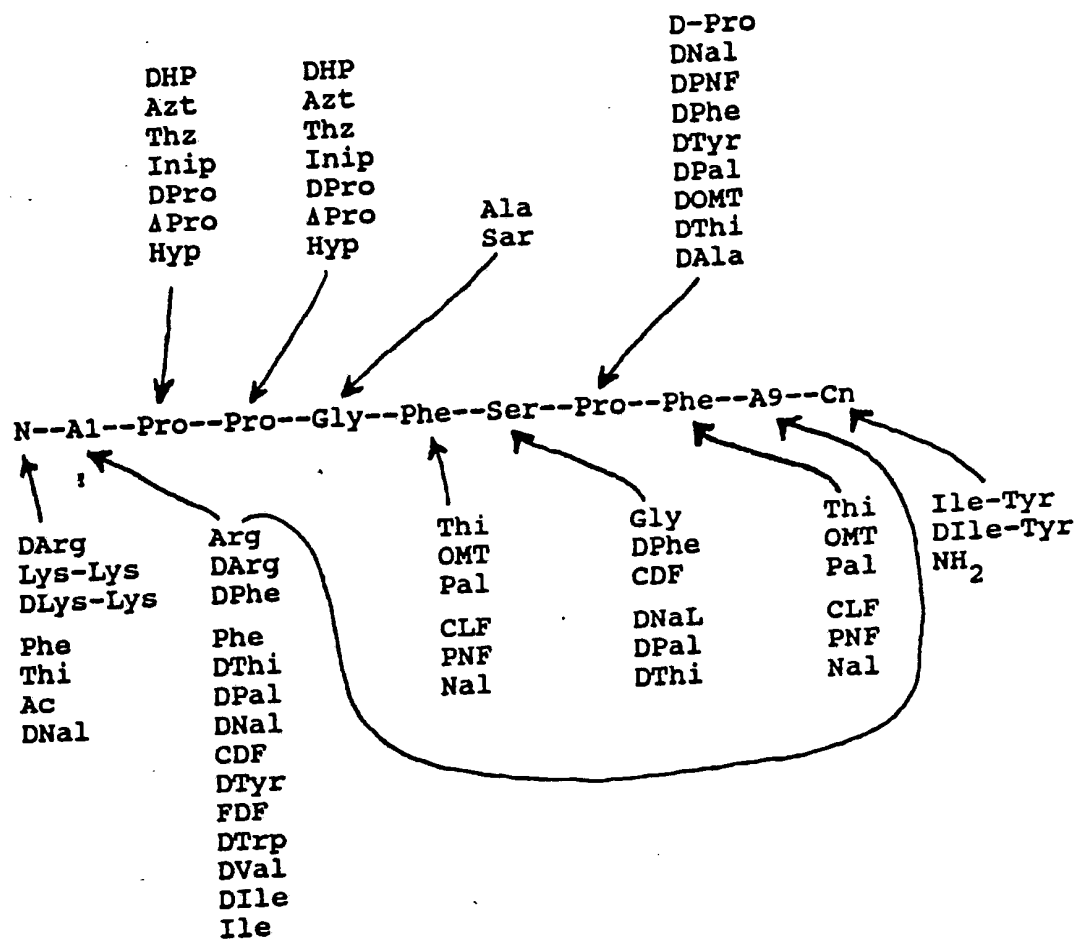 DHP
Azt
Thz
Inip
DPro
ΔPro
Hyp
DHP
Azt
Thz
Inip
DPro
ΔPro
Hyp
Ala
Sar
D-Pro
DNal
DPNF
DPhe
DTyr
DPal
DOMT
DThi
DAla
N--A1--Pro--Pro--Gly--Phe--Ser--Pro--Phe--A9--Cn
DArg
Lys-Lys
DLys-Lys
Phe
Thi
Ac
DNal
Arg
DArg
DPhe
Phe
DThi
DPal
DNal
CDF
DTyr
FDF
DTrp
DVal
DIle
Ile
Thi
OMT
Pal
CLF
PNF
Nal
Gly
DPhe
CDF
DNaL
DPal
DThi
Thi
OMT
Pal
CLF
PNF
Nal
Ile-Tyr
DIle-Tyr
NH2